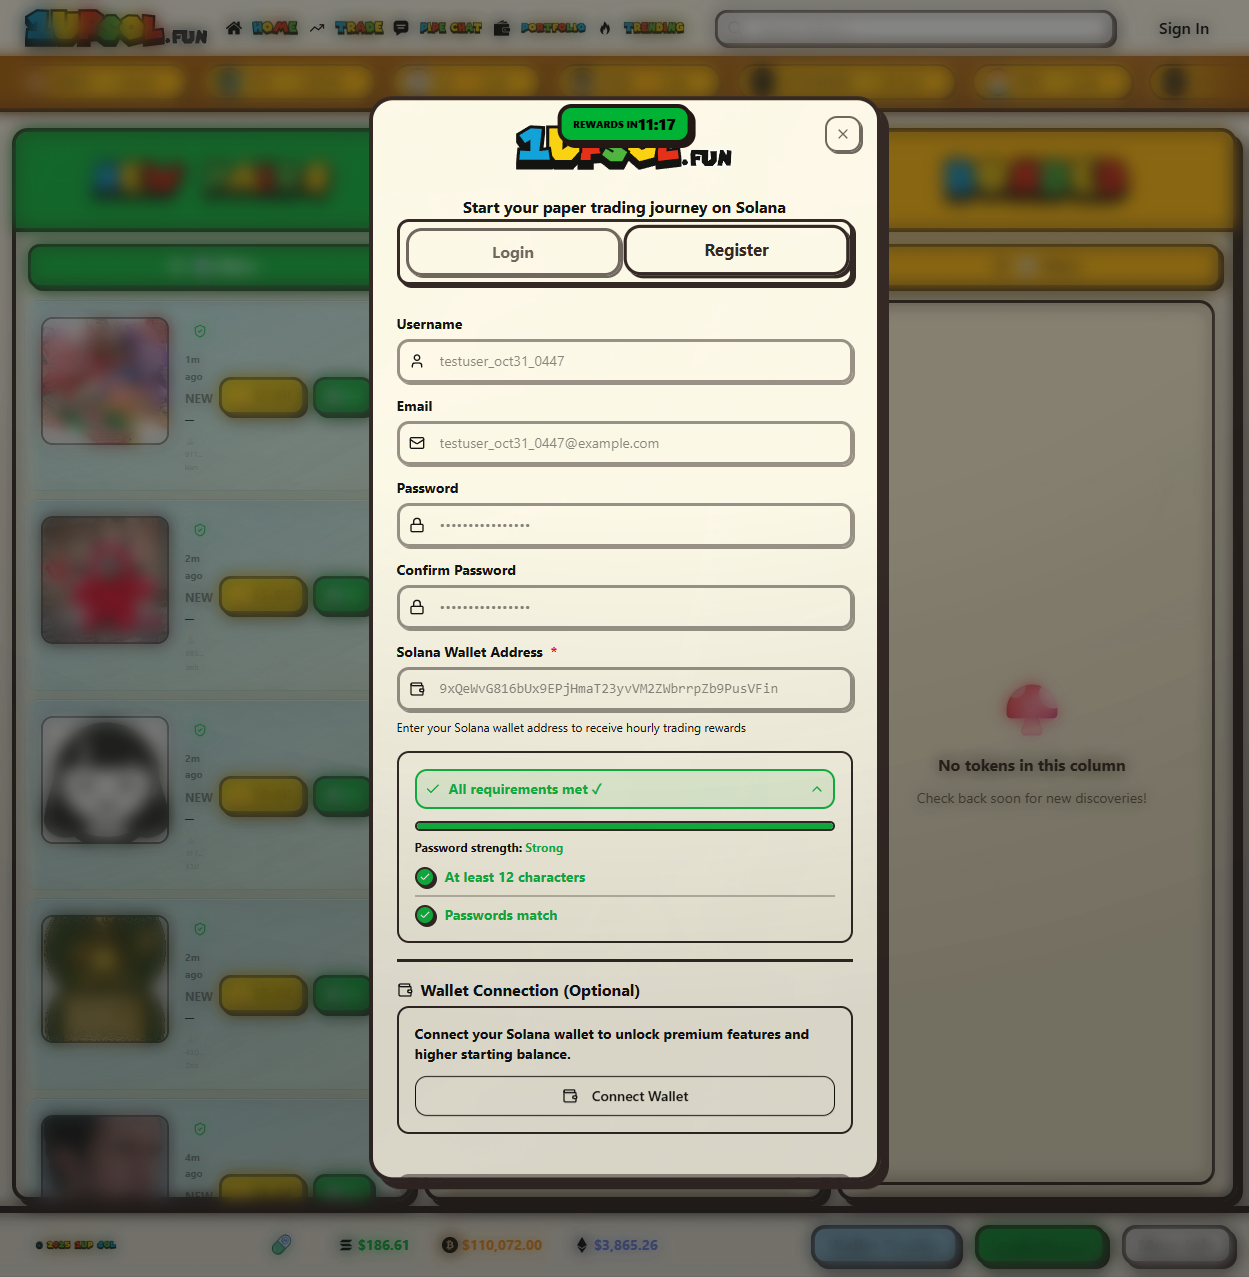 1UPSOL.FUN
HOME
TRADE
PIPE CHAT
PORTFOLIO
TRENDING
Sign In
REWARDS IN 11:17
.FUN
Start your paper trading journey on Solana
Login
Register
Username
testuser_oct31_0447
Email
testuser_oct31_0447@example.com
Password
Confirm Password
Solana Wallet Address *
9xQeWvG816bUx9EPjHmaT23yvVM2ZWbrrpZb9PusVFin
Enter your Solana wallet address to receive hourly trading rewards
All requirements met ✓
Password strength: Strong
At least 12 characters
Passwords match
Wallet Connection (Optional)
Connect your Solana wallet to unlock premium features and
higher starting balance.
Connect Wallet
1m
ago
NEW
2m
ago
NEW
2m
ago
NEW
2m
ago
NEW
4m
ago
NEW
No tokens in this column
Check back soon for new discoveries!
© 2025 1UP SOL
$186.61
$110,072.00
$3,865.26